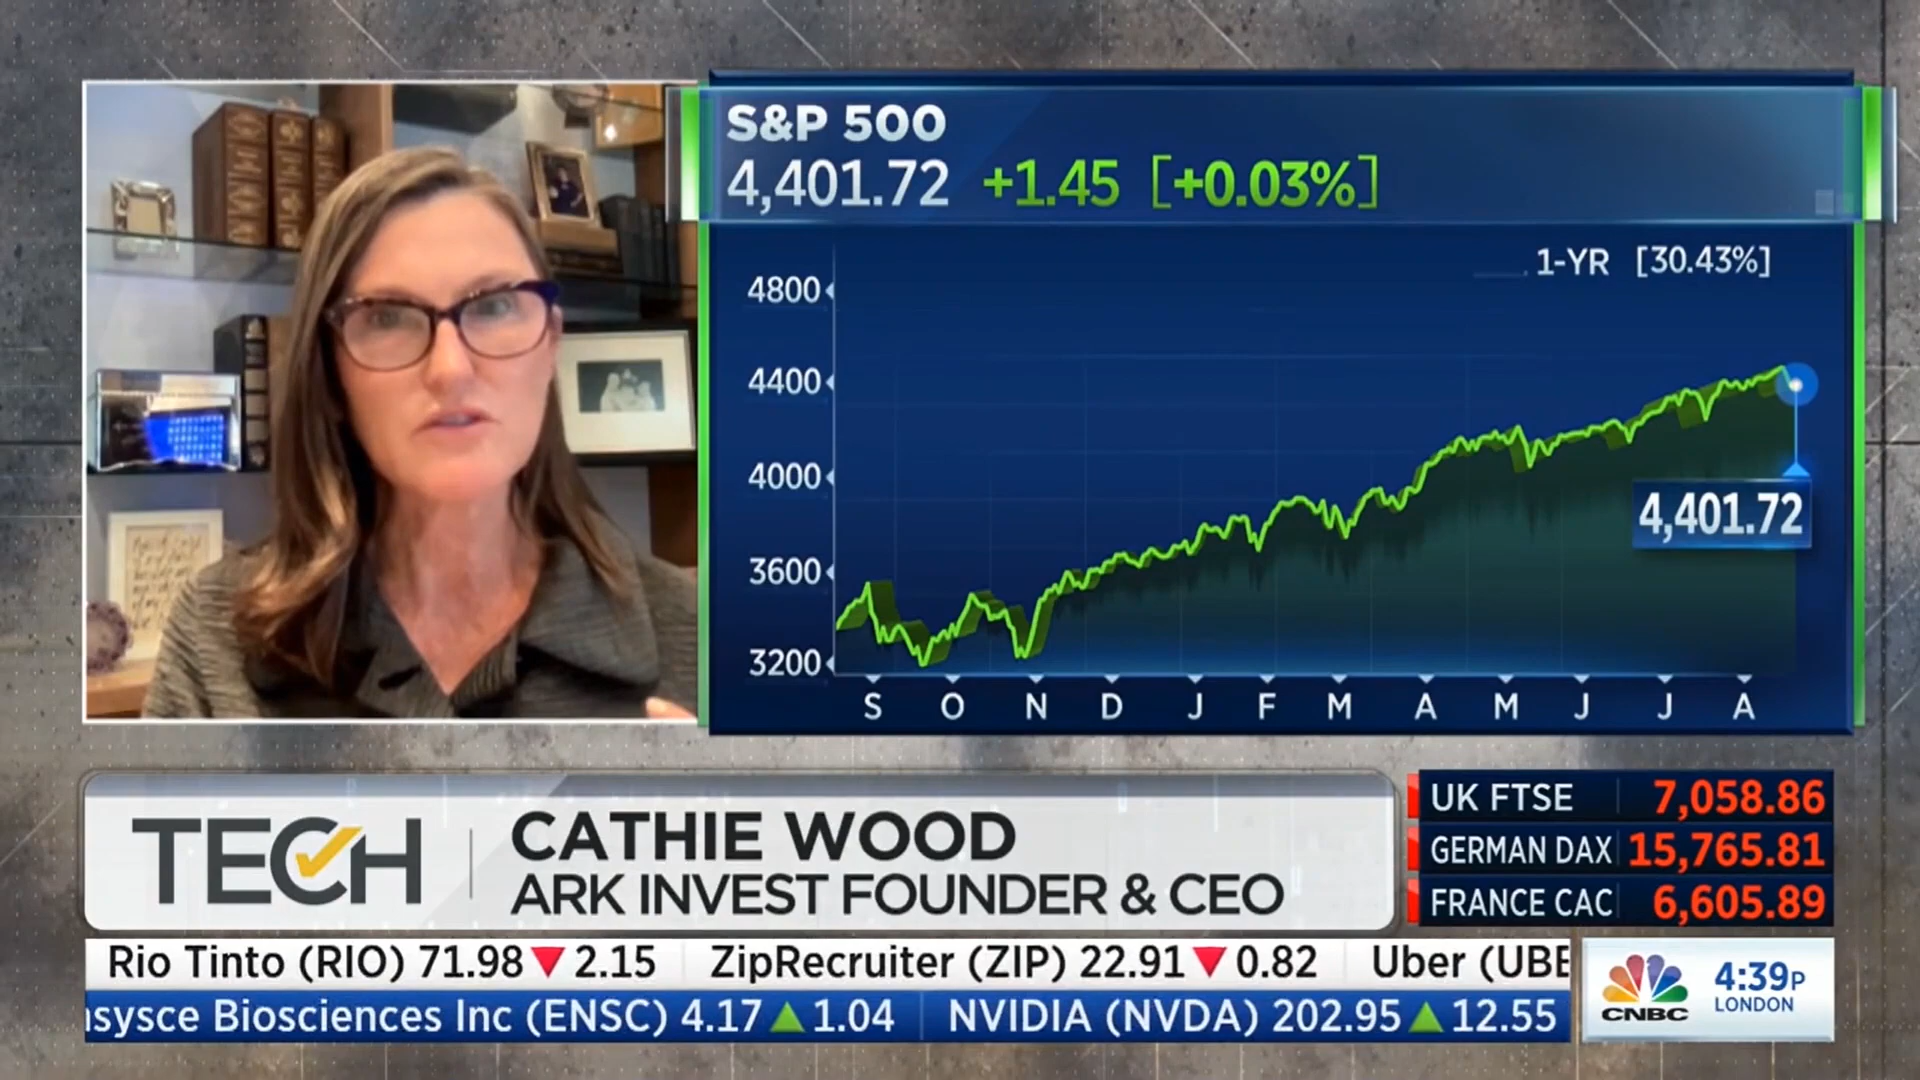 S&P 500
4,401.72 +1.45 [+0.03%]
1-YR [30.43%]
4800
4400
4000
3600
3200
4,401.72
S O N D J F M A M J J A
TECH
CATHIE WOOD
ARK INVEST FOUNDER & CEO
UK FTSE 7,058.86
GERMAN DAX 15,765.81
FRANCE CAC 6,605.89
Rio Tinto (RIO) 71.98▼2.15 ZipRecruiter (ZIP) 22.91▼0.82 Uber (UBE
sysce Biosciences Inc (ENSC) 4.17▲1.04 NVIDIA (NVDA) 202.95▲12.55
CNBC
4:39P
LONDON